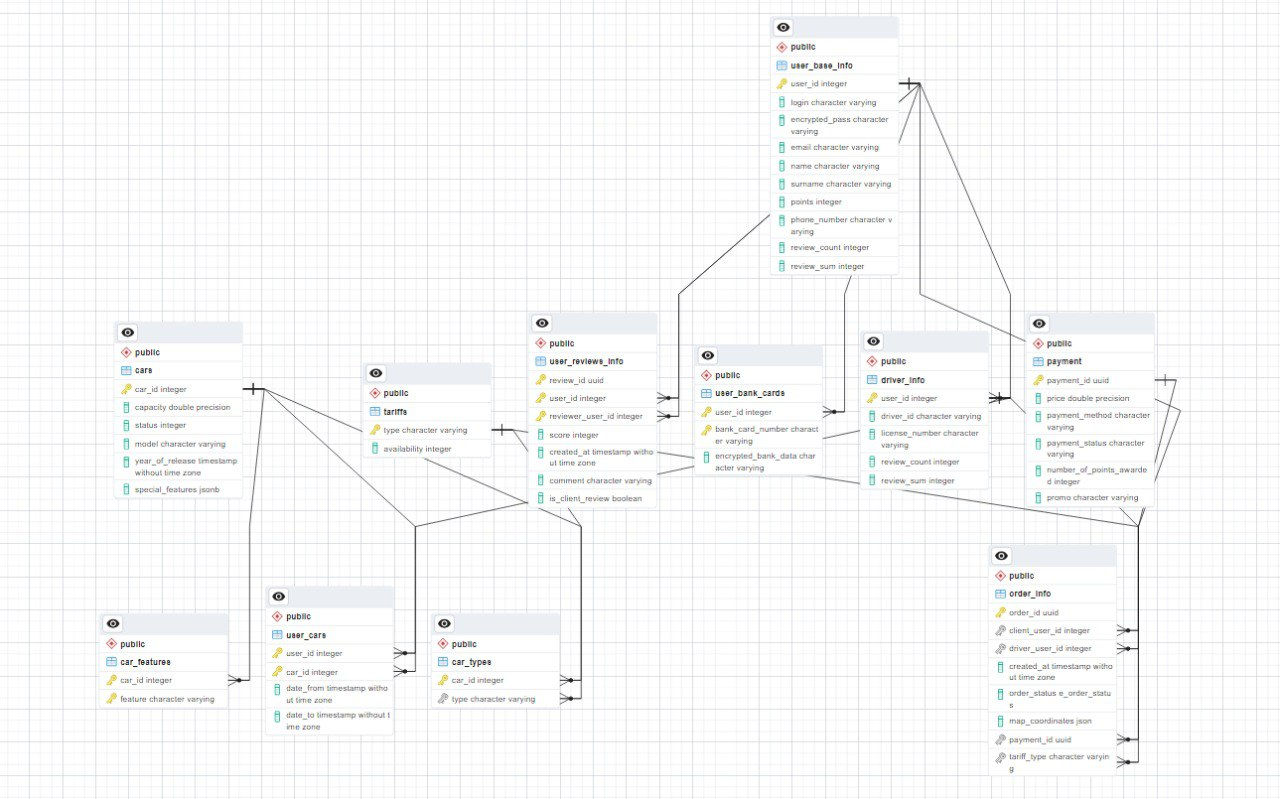 public
user_base_info
user_id integer
login character varying
encrypted_pass character
varying
email character varying
name character varying
surname character varying
points integer
phone_number character v
arying
review_count integer
review_sum integer
public
cars
car_id integer
capacity double precision
status integer
model character varying
year_of_release timestamp
without time zone
special_features jsonb
public
tariffs
type character varying
availability integer
public
user_reviews_info
review_id uuid
user_id integer
reviewer_user_id integer
score integer
created_at timestamp witho
ut time zone
comment character varying
is_client_review boolean
public
user_bank_cards
user_id integer
bank_card_number charact
er varying
encrypted_bank_data char
acter varying
public
driver_info
user_id integer
driver_id character varying
license_number character
varying
review_count integer
review_sum integer
public
payment
payment_id uuid
price double precision
payment_method character
varying
payment_status character
varying
number_of_points_awarde
d integer
promo character varying
public
car_features
car_id integer
feature character varying
public
user_cars
user_id integer
car_id integer
date_from timestamp witho
ut time zone
date_to timestamp without t
ime zone
public
car_types
car_id integer
type character varying
public
order_info
order_id uuid
client_user_id integer
driver_user_id integer
created_at timestamp witho
ut time zone
order_status e_order_statu
s
map_coordinates json
payment_id uuid
tariff_type character varyin
g